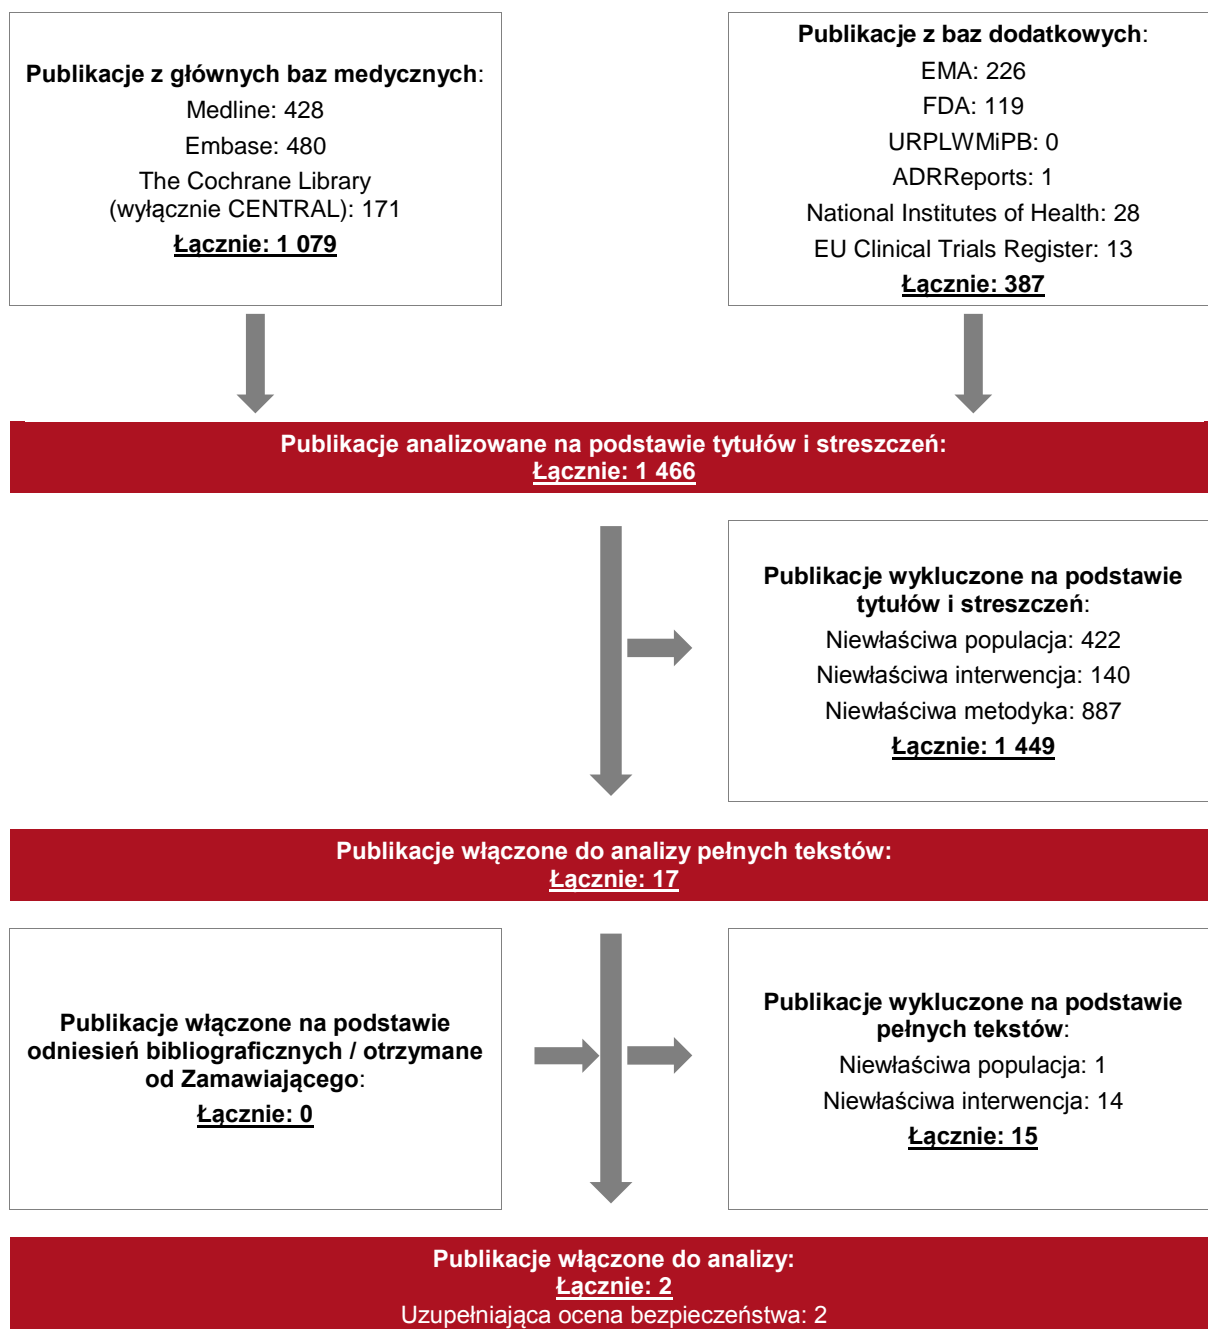 Publikacje z głównych baz medycznych:
Medline: 428
Embase: 480
The Cochrane Library
(wyłącznie CENTRAL): 171
Łącznie: 1 079
Publikacje z baz dodatkowych:
EMA: 226
FDA: 119
URPLWMiPB: 0
ADRReports: 1
National Institutes of Health: 28
EU Clinical Trials Register: 13
Łącznie: 387
Publikacje analizowane na podstawie tytułów i streszczeń:
Łącznie: 1 466
Publikacje wykluczone na podstawie
tytułów i streszczeń:
Niewłaściwa populacja: 422
Niewłaściwa interwencja: 140
Niewłaściwa metodyka: 887
Łącznie: 1 449
Publikacje włączone do analizy pełnych tekstów:
Łącznie: 17
Publikacje włączone na podstawie
odniesień bibliograficznych / otrzymane
od Zamawiającego:
Łącznie: 0
Publikacje wykluczone na podstawie
pełnych tekstów:
Niewłaściwa populacja: 1
Niewłaściwa interwencja: 14
Łącznie: 15
Publikacje włączone do analizy:
Łącznie: 2
Uzupełniająca ocena bezpieczeństwa: 2